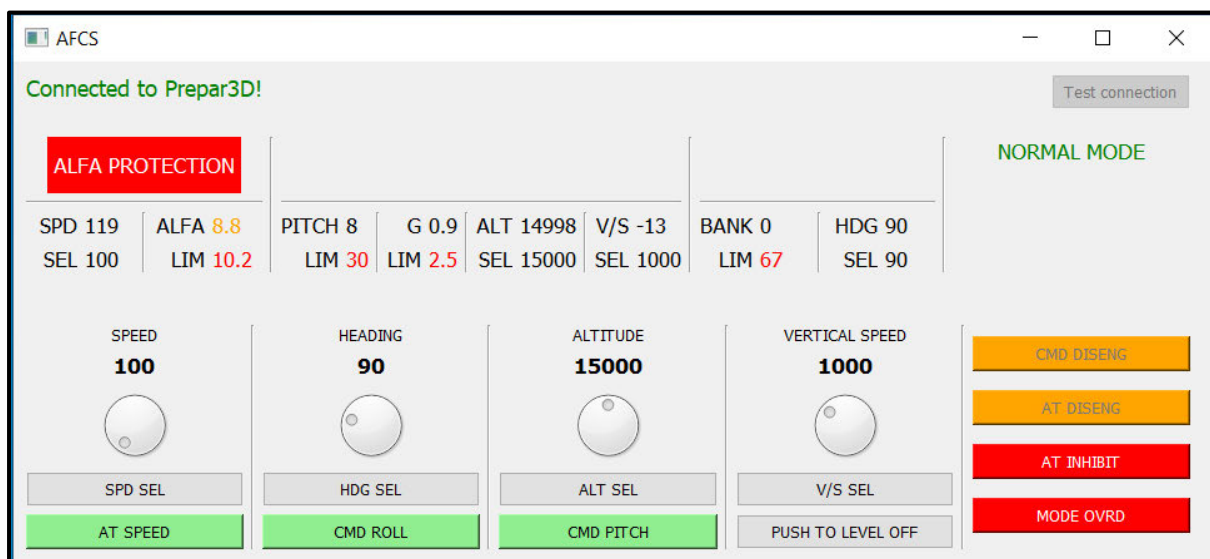 AFCS
Connected to Prepar3D!
Test connection
ALFA PROTECTION
NORMAL MODE
SPD 119 ALFA 8.8 PITCH 8 G 0.9 ALT 14998 V/S -13 BANK 0 HDG 90
SEL 100 LIM 10.2 LIM 30 LIM 2.5 SEL 15000 SEL 1000 LIM 67 SEL 90
SPEED HEADING ALTITUDE VERTICAL SPEED
100 90 15000 1000
CMD DISENG
AT DISENG
AT INHIBIT
SPD SEL HDG SEL ALT SEL V/S SEL
MODE OVRD
AT SPEED CMD ROLL CMD PITCH PUSH TO LEVEL OFF